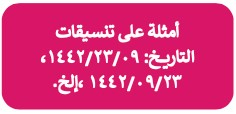 أمثلة على تنسيقات
التاريخ: ١٤٤٢/٢٣/٠٩،
١٤٤٢/٠٩/٢٣ ،إلخ.